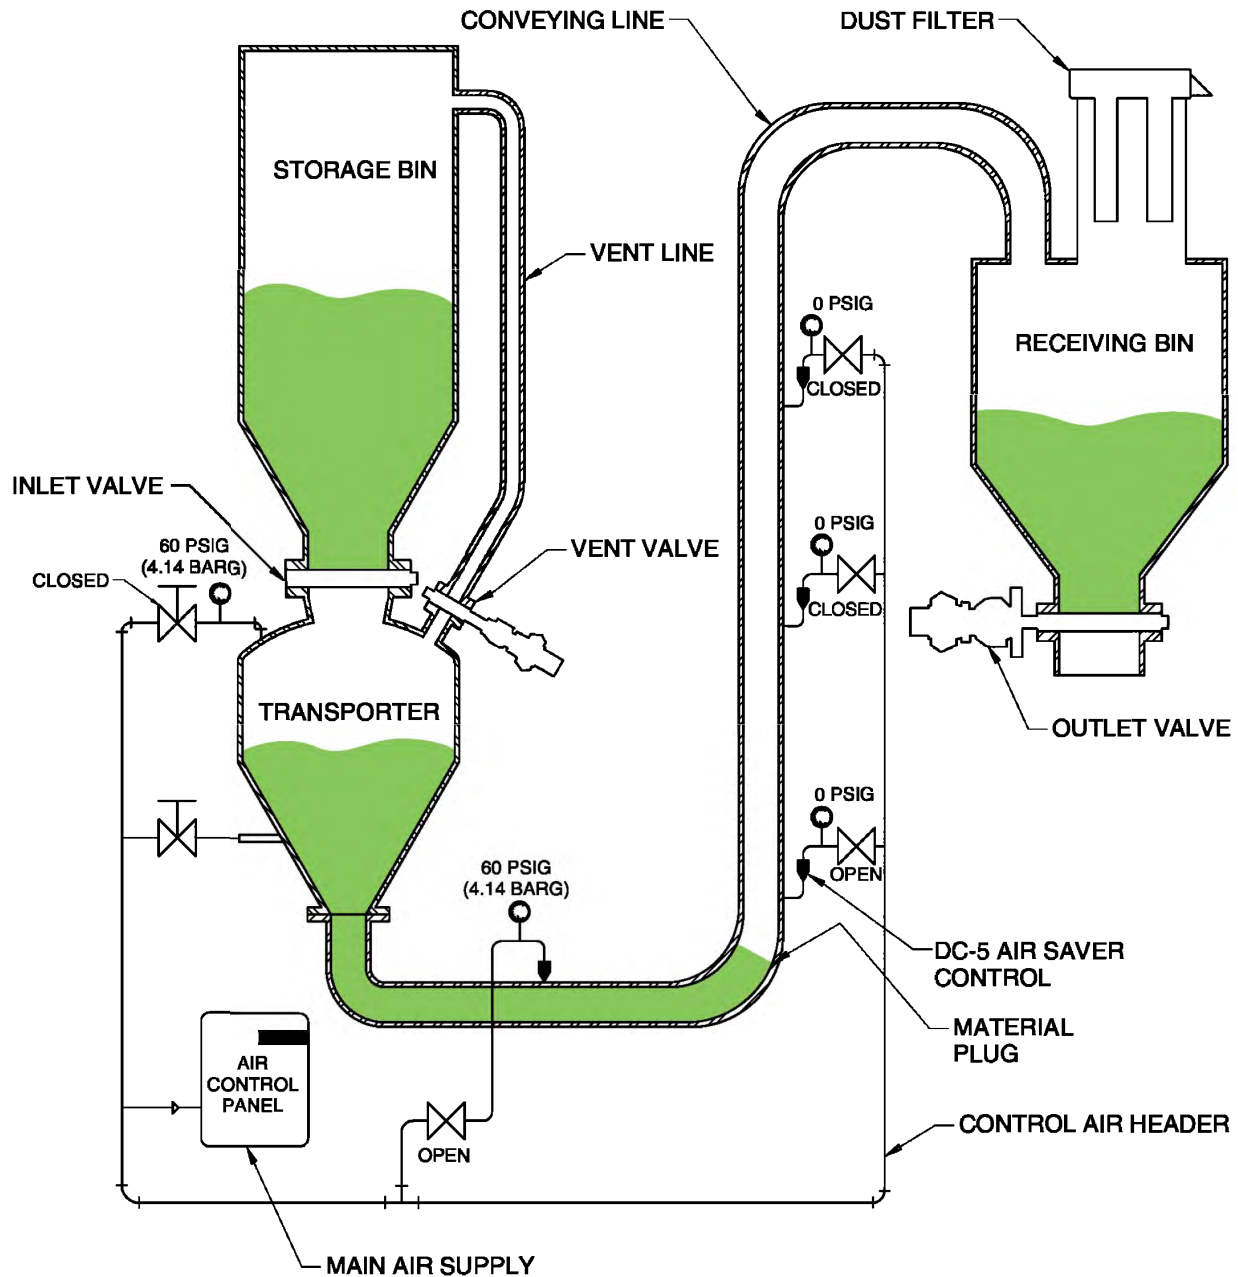 CONVEYING LINE
DUST FILTER
STORAGE BIN
VENT LINE
0 PSIG
CLOSED
RECEIVING BIN
INLET VALVE
60 PSIG
(4.14 BARG)
CLOSED
VENT VALVE
0 PSIG
CLOSED
TRANSPORTER
OUTLET VALVE
0 PSIG
OPEN
60 PSIG
(4.14 BARG)
DC-5 AIR SAVER
CONTROL
MATERIAL
PLUG
AIR
CONTROL
PANEL
OPEN
CONTROL AIR HEADER
MAIN AIR SUPPLY